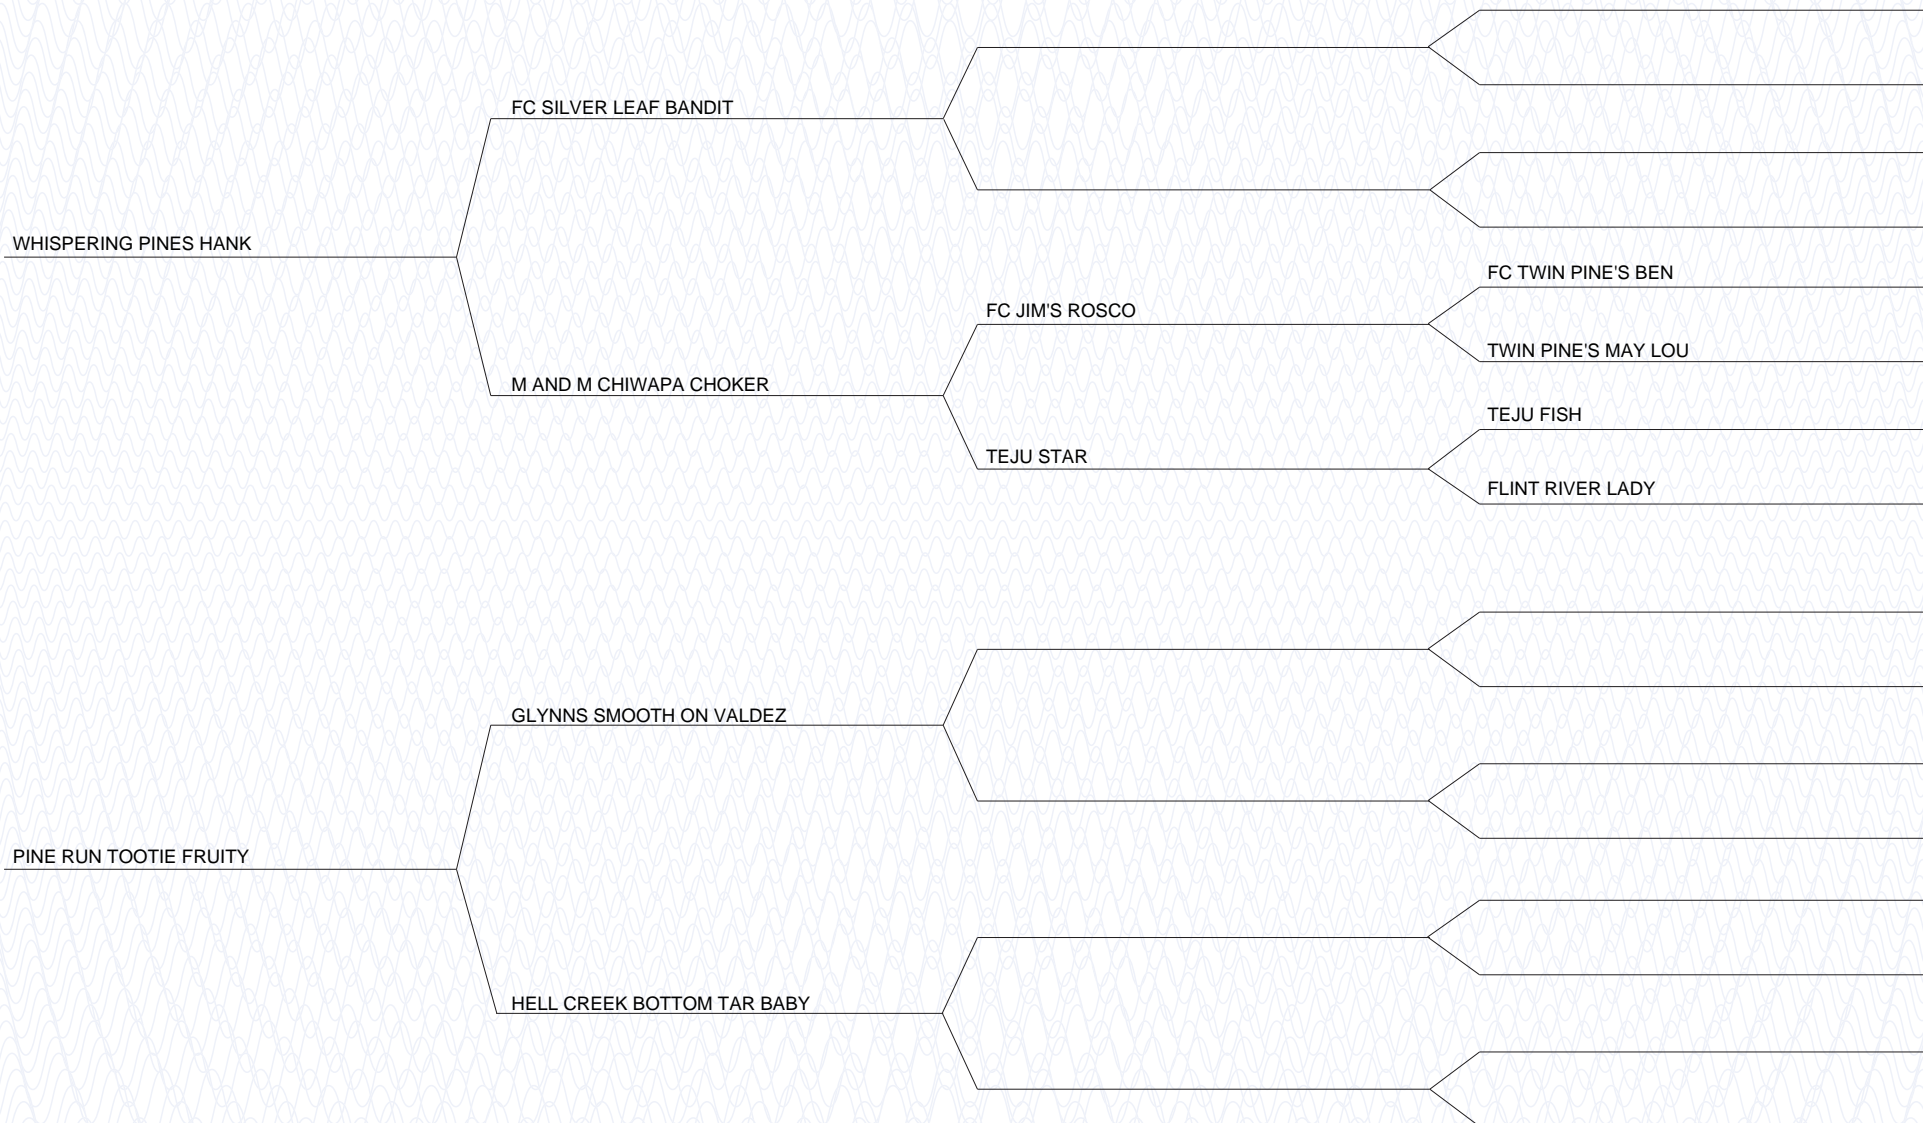 FC SILVER LEAF BANDIT
WHISPERING PINES HANK
FC TWIN PINE'S BEN
FC JIM'S ROSCO
TWIN PINE'S MAY LOU
M AND M CHIWAPA CHOKER
TEJU FISH
TEJU STAR
FLINT RIVER LADY
GLYNNS SMOOTH ON VALDEZ
PINE RUN TOOTIE FRUITY
HELL CREEK BOTTOM TAR BABY